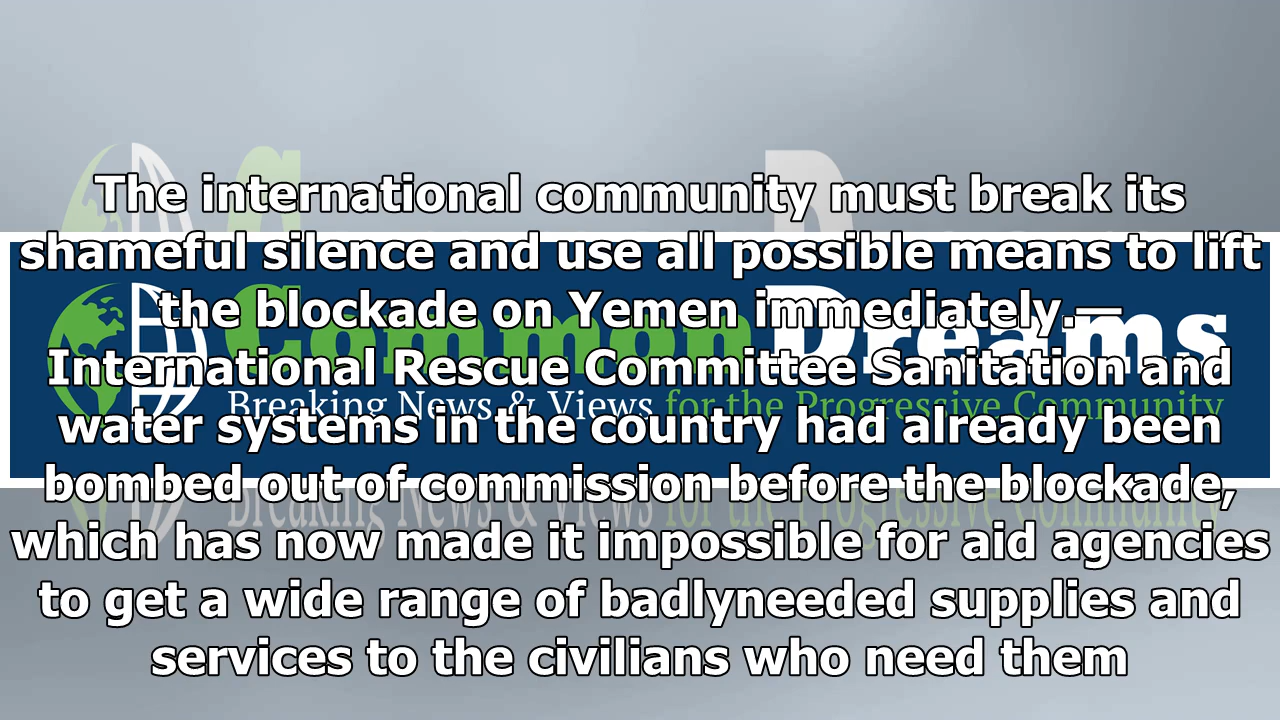 The international community must break its
shameful silence and use all possible means to lift
the blockade on Yemen immediately.—
International Rescue Committee Sanitation and
water systems in the country had already been
bombed out of commission before the blockade,
which has now made it impossible for aid agencies
to get a wide range of badlyneeded supplies and
services to the civilians who need them
Common Dreams
Breaking News & Views for the Progressive Community